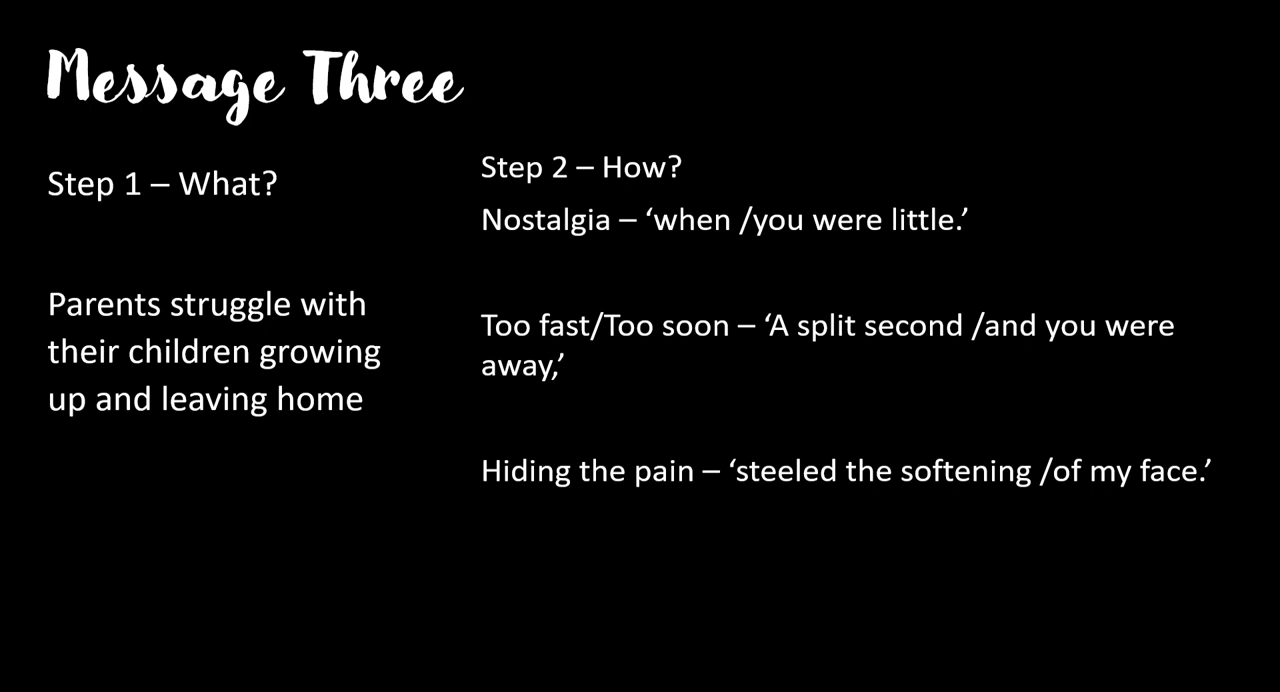 Message Three
Step 1 – What?
Parents struggle with
their children growing
up and leaving home
Step 2 – How?
Nostalgia – ‘when /you were little.’
Too fast/Too soon – ‘A split second /and you were
away,’
Hiding the pain – ‘steeled the softening /of my face.’